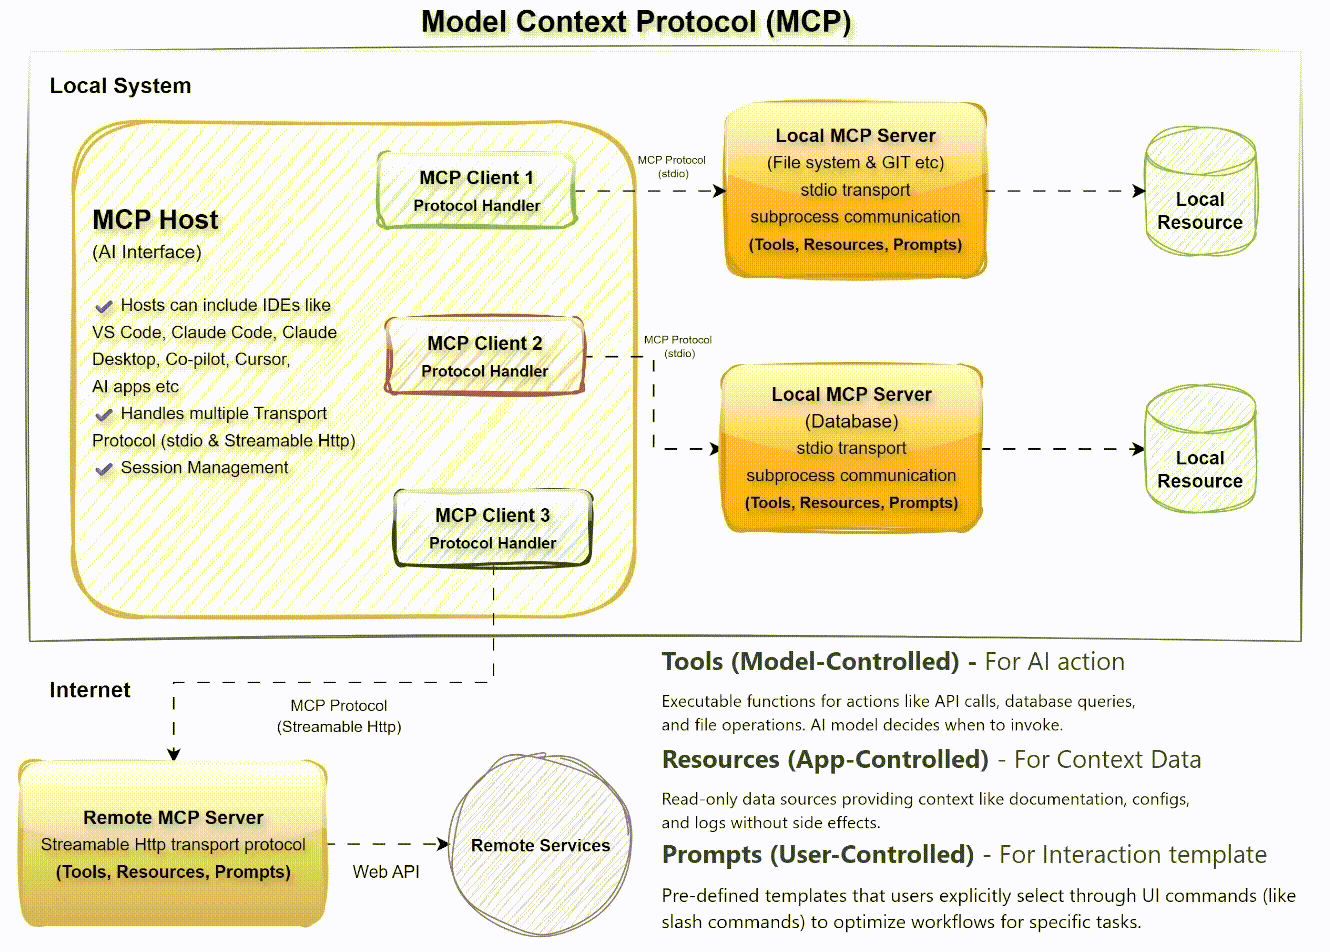 Model Context Protocol (MCP)
Local System
MCP Host
(AI Interface)
Hosts can include IDEs like
VS Code, Claude Code, Claude
Desktop, Co-pilot, Cursor,
AI apps etc
Handles multiple Transport
Protocol (stdio & Streamable Http)
Session Management
MCP Client 1
Protocol Handler
MCP Protocol
(stdio)
Local MCP Server
(File system & GIT etc)
stdio transport
subprocess communication
(Tools, Resources, Prompts)
Local
Resource
MCP Client 2
Protocol Handler
MCP Protocol
(stdio)
Local MCP Server
(Database)
stdio transport
subprocess communication
(Tools, Resources, Prompts)
Local
Resource
MCP Client 3
Protocol Handler
Internet
MCP Protocol
(Streamable Http)
Remote MCP Server
Streamable Http transport protocol
(Tools, Resources, Prompts)
Web API
Remote Services
Tools (Model-Controlled) - For AI action
Executable functions for actions like API calls, database queries,
and file operations. AI model decides when to invoke.
Resources (App-Controlled) - For Context Data
Read-only data sources providing context like documentation, configs,
and logs without side effects.
Prompts (User-Controlled) - For Interaction template
Pre-defined templates that users explicitly select through UI commands (like
slash commands) to optimize workflows for specific tasks.